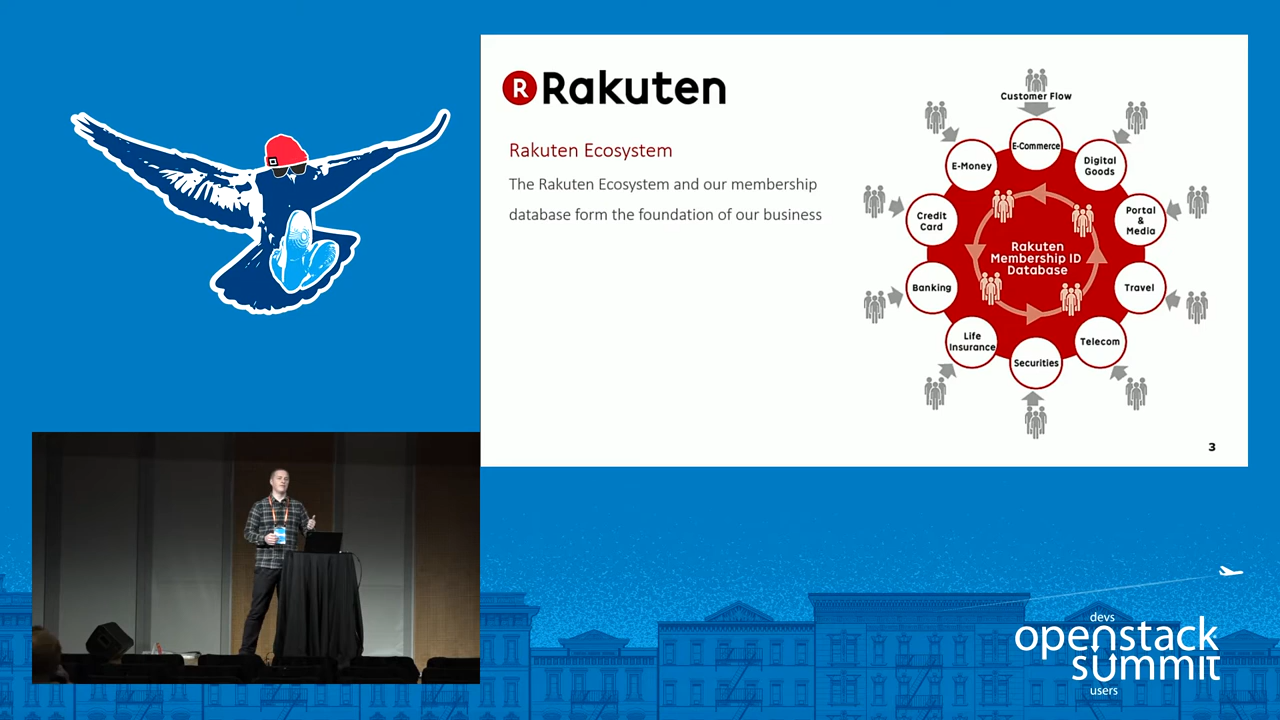 R Rakuten
Rakuten Ecosystem
The Rakuten Ecosystem and our membership
database form the foundation of our business
Customer Flow
E-Commerce
Digital
Goods
Portal
&
Media
Travel
Telecom
Securities
Life
Insurance
Banking
Credit
Card
E-Money
Rakuten
Membership ID
Database
3
devs
openstack
summit
users